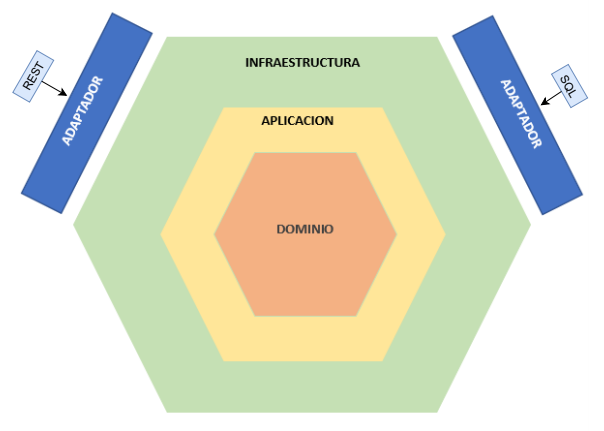 REST
ADAPTADOR
INFRAESTRUCTURA
APLICACION
DOMINIO
ADAPTADOR
SQL